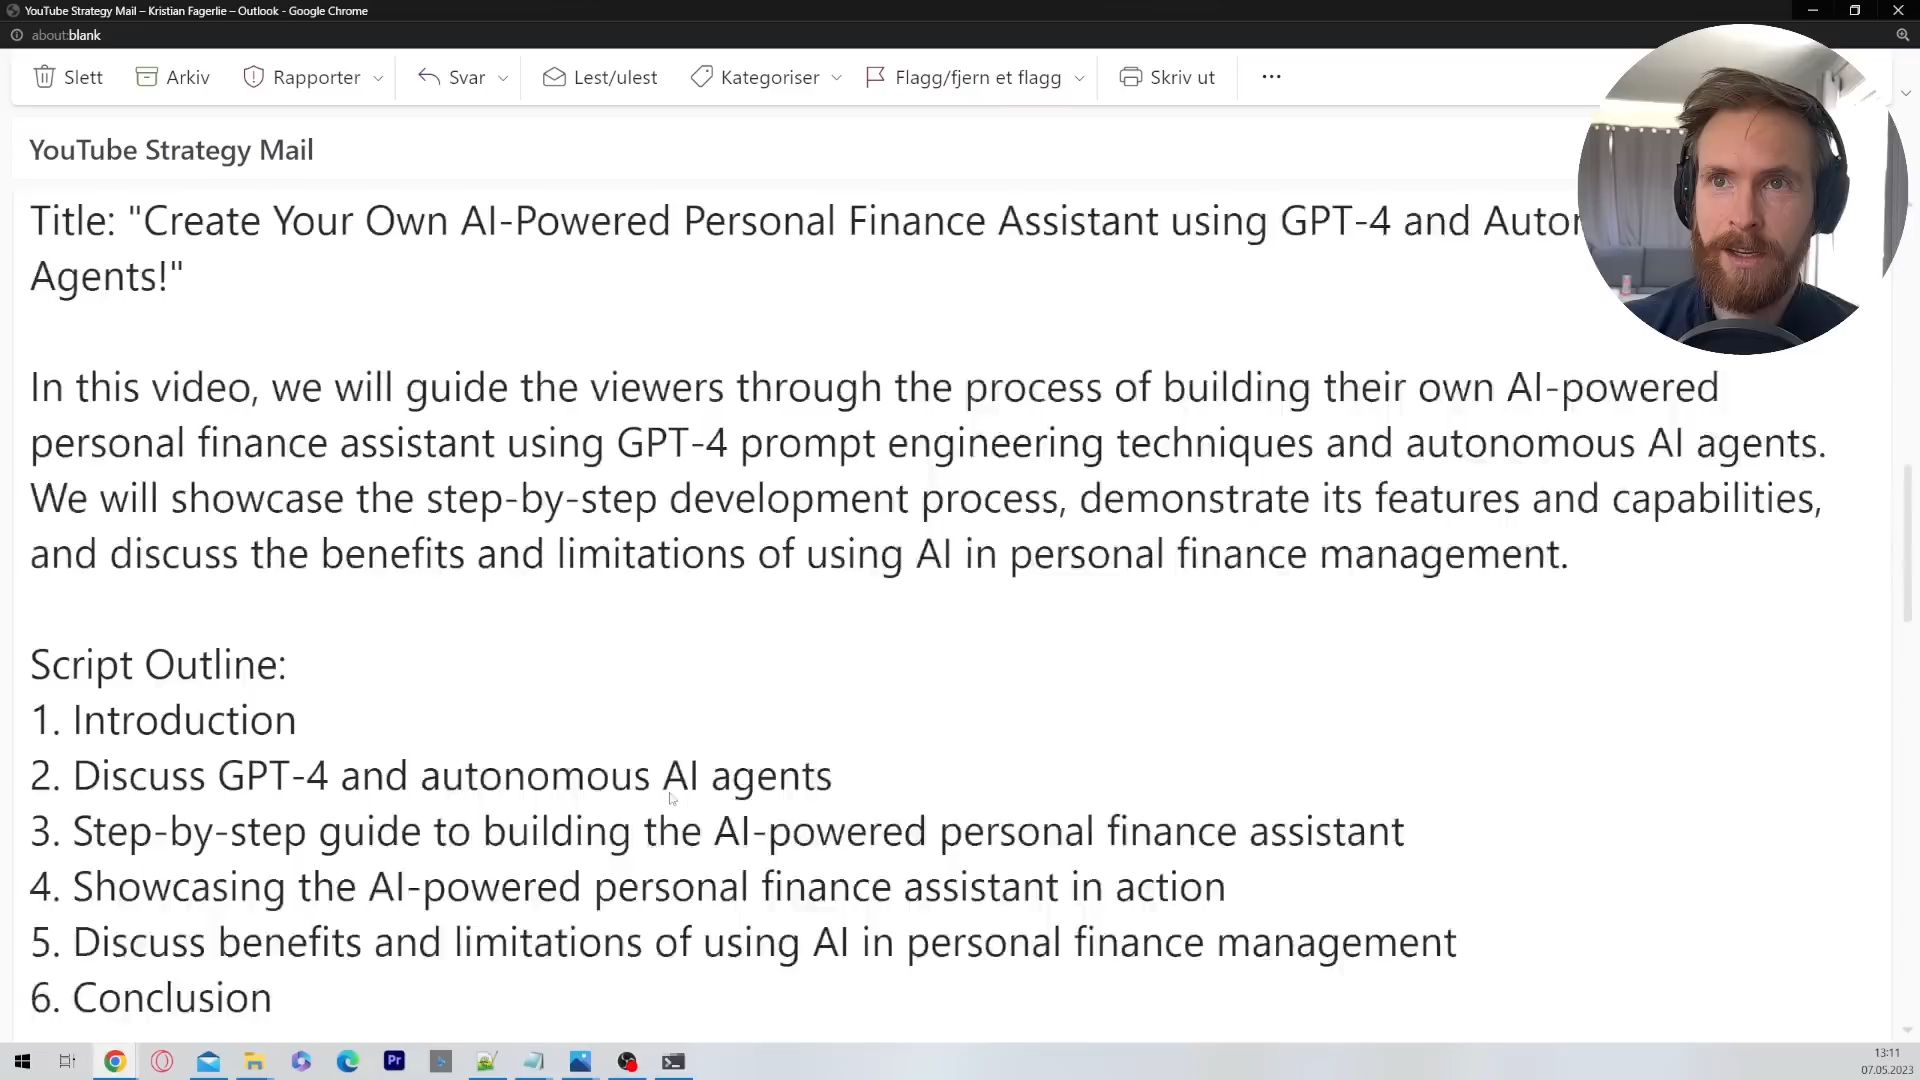 YouTube Strategy Mail – Kristian Fagerlie – Outlook - Google Chrome
about:blank
Slett Arkiv Rapporter Svar Lest/ulest Kategoriser Flagg/fjern et flagg Skriv ut ...
YouTube Strategy Mail
Title: "Create Your Own AI-Powered Personal Finance Assistant using GPT-4 and
Agents!"
In this video, we will guide the viewers through the process of building their own AI-powered
personal finance assistant using GPT-4 prompt engineering techniques and autonomous AI agents.
We will showcase the step-by-step development process, demonstrate its features and capabilities,
and discuss the benefits and limitations of using AI in personal finance management.
Script Outline:
1. Introduction
2. Discuss GPT-4 and autonomous AI agents
3. Step-by-step guide to building the AI-powered personal finance assistant
4. Showcasing the AI-powered personal finance assistant in action
5. Discuss benefits and limitations of using AI in personal finance management
6. Conclusion
Pr
13:11
07.05.2023